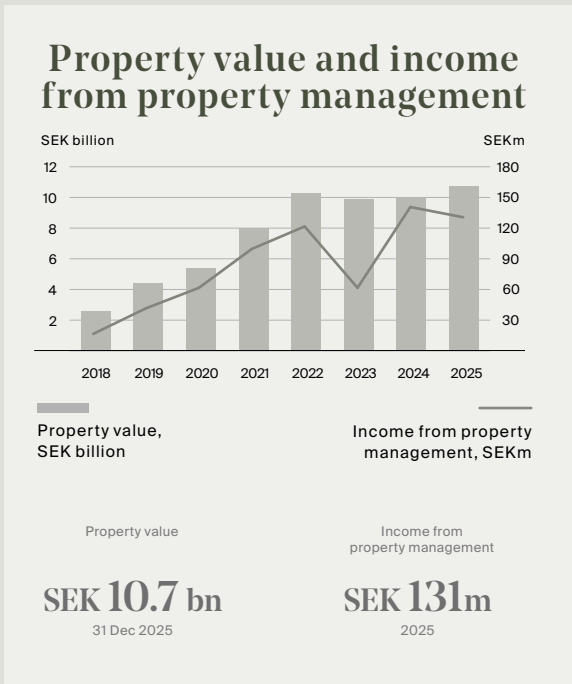 Property value and income
from property management
SEK billion
SEKm
12
180
10
150
8
120
6
90
4
60
2
30
2018 2019 2020 2021 2022 2023 2024 2025
Property value,
SEK billion
Income from property
management, SEKm
Property value
SEK 10.7 bn
31 Dec 2025
Income from
property management
SEK 131m
2025